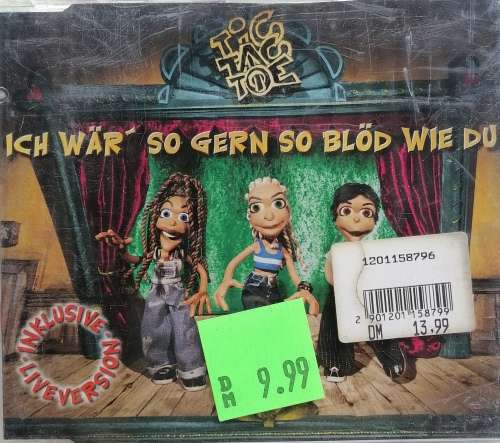 TIC
TAC
TOE
ICH WÄR´ SO GERN SO BLÖD WIE DU
1201158796
2 901201 158799
DM 13.99
INKLUSIVE
LIVEVERSION
DM 9.99